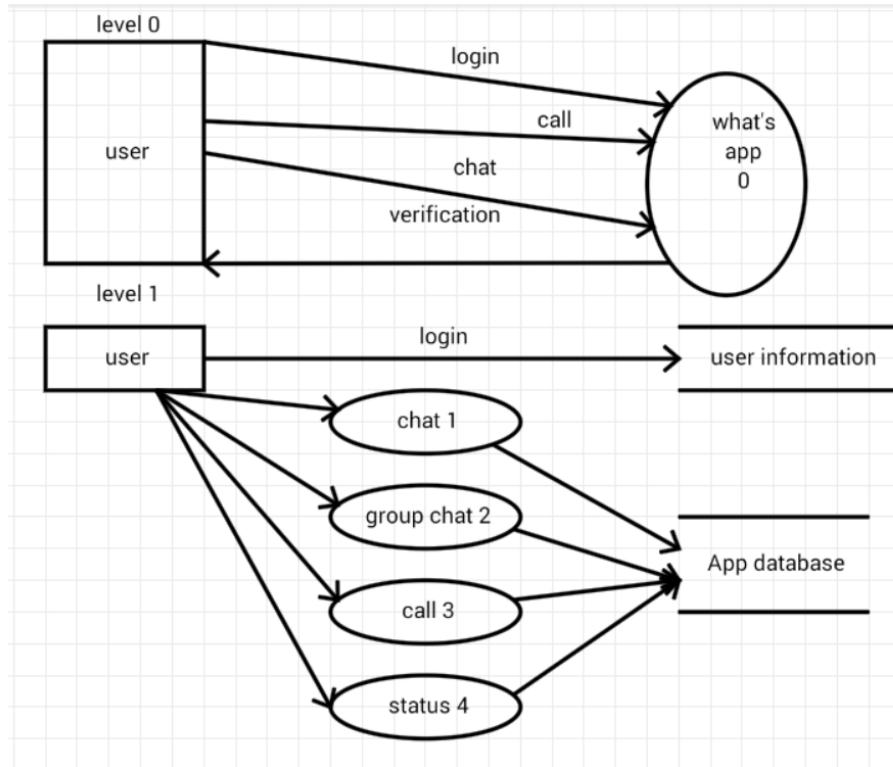 level 0
login
call
user
what's
app
0
chat
verification
level 1
user
login
user information
chat 1
group chat 2
App database
call 3
status 4